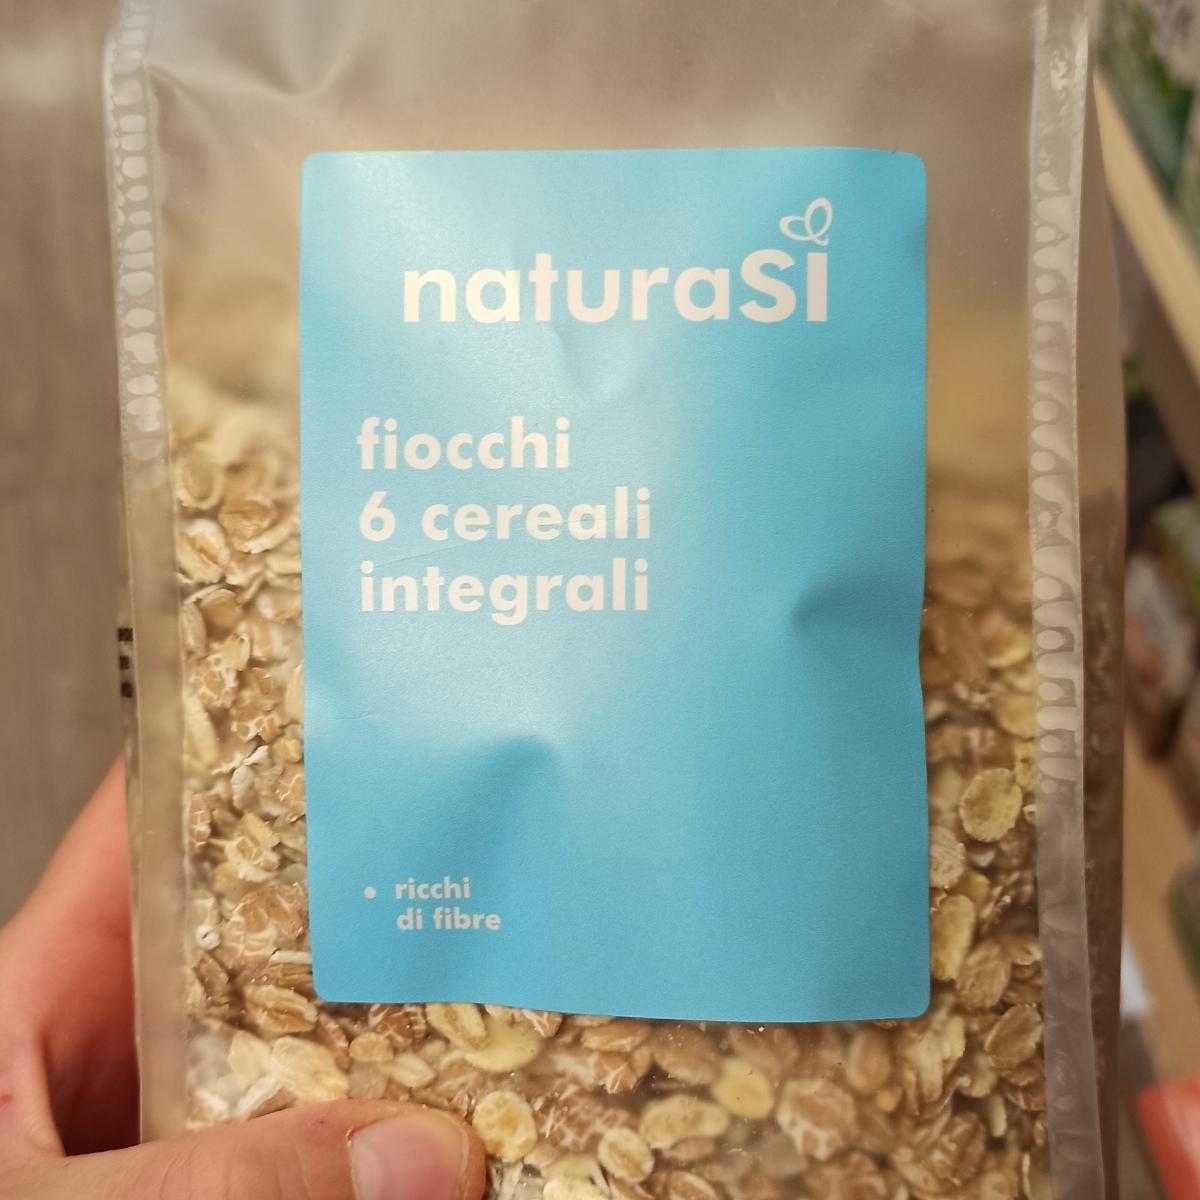 naturaSì
fiocchi
6 cereali
integrali
• ricchi
di fibre